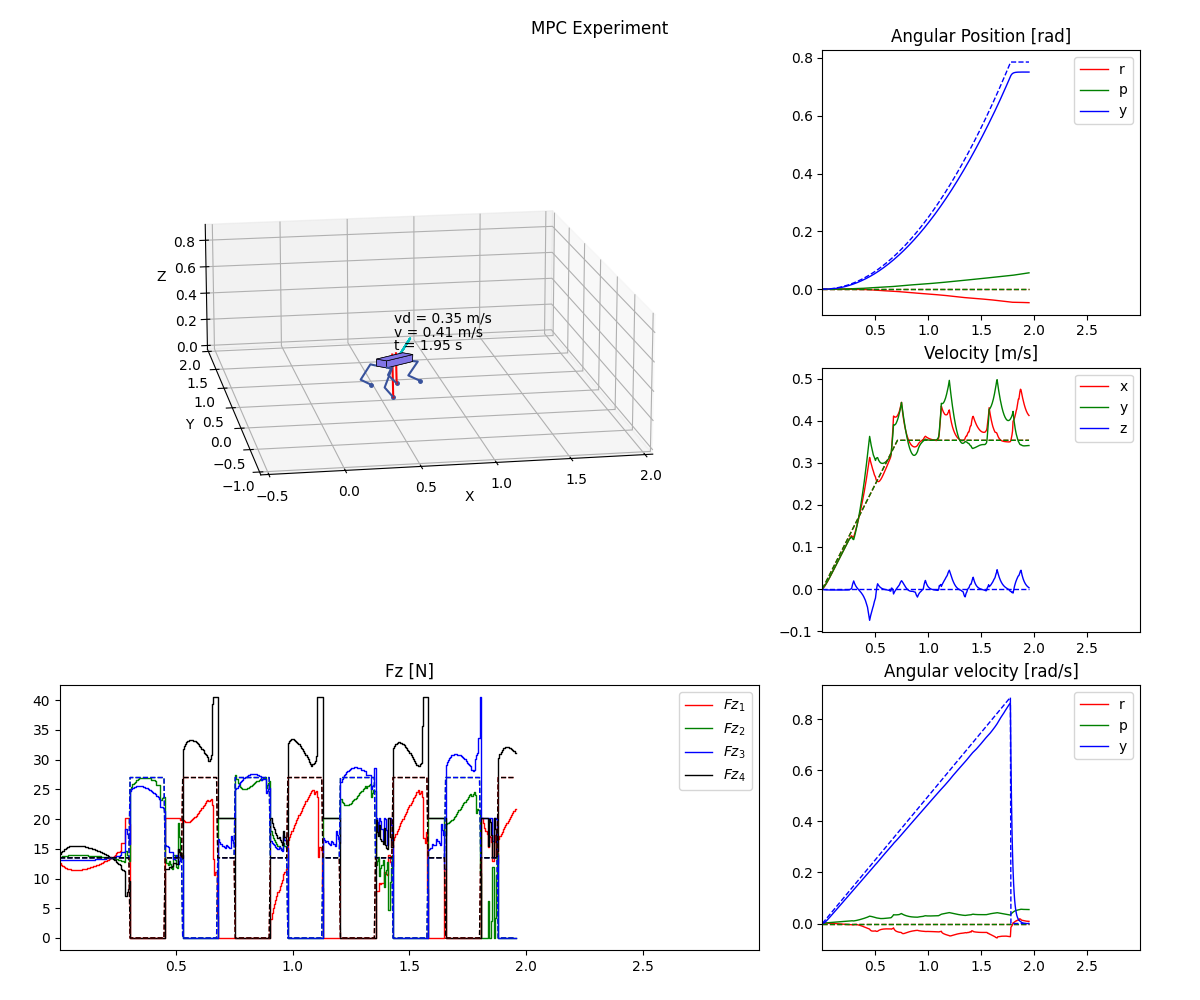 MPC Experiment
Angular Position [rad]
0.8
0.6
0.4
0.2
0.0
r
p
y
0.5
1.0
1.5
2.0
2.5
0.8
0.6
0.4
0.2
0.0
Z
2.0
1.5
1.0
0.5
0.0
−0.5
−1.0
Y
−0.5
0.0
0.5
1.0
1.5
2.0
X
vd = 0.35 m/s
v = 0.41 m/s
t = 1.95 s
Velocity [m/s]
0.5
0.4
0.3
0.2
0.1
0.0
−0.1
x
y
z
0.5
1.0
1.5
2.0
2.5
Fz [N]
40
35
30
25
20
15
10
5
0
Fz1
Fz2
Fz3
Fz4
0.5
1.0
1.5
2.0
2.5
Angular velocity [rad/s]
0.8
0.6
0.4
0.2
0.0
r
p
y
0.5
1.0
1.5
2.0
2.5